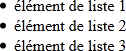 • élément de liste 1
• élément de liste 2
• élément de liste 3